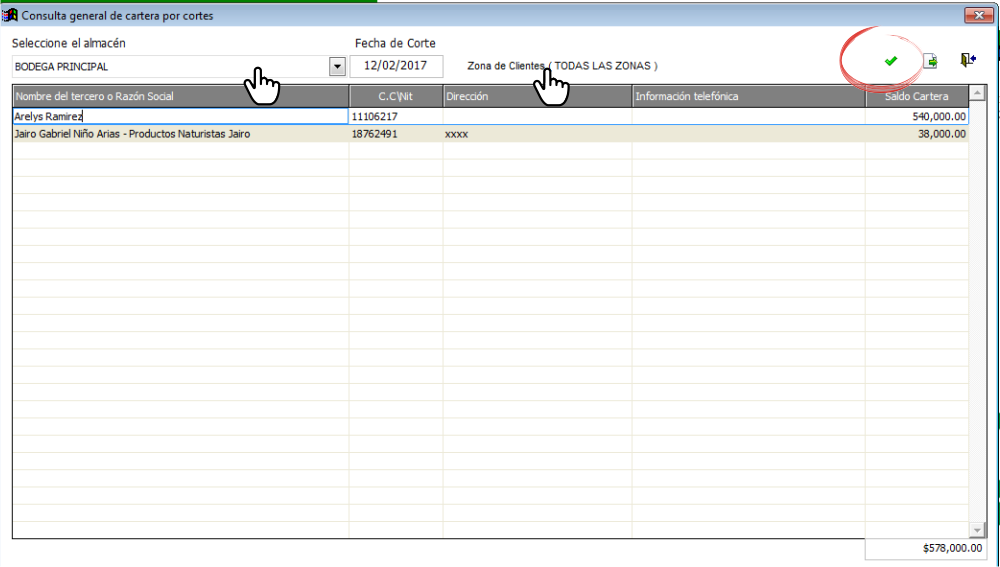 Consulta general de cartera por cortes
Seleccione el almacén
Fecha de Corte
BODEGA PRINCIPAL
12/02/2017
Zona de Clientes ( TODAS LAS ZONAS )
Nombre del tercero o Razón Social C.C\Nit Dirección Información telefónica Saldo Cartera
Arelys Ramirez 11106217 540,000.00
Jairo Gabriel Niño Arias - Productos Naturistas Jairo 18762491 xxxx 38,000.00
$578,000.00